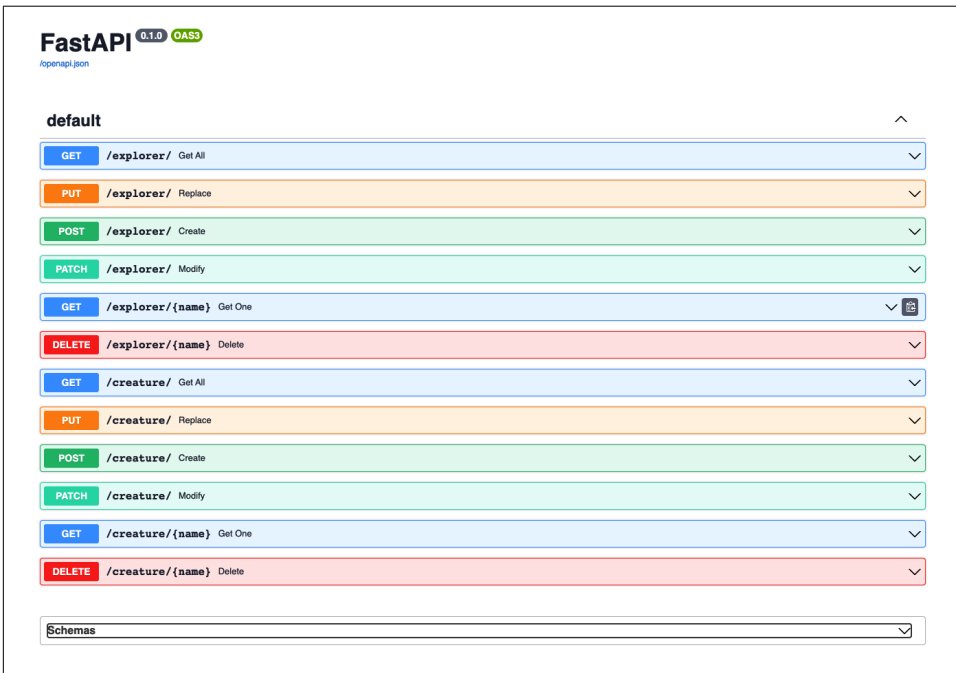 FastAPI 0.1.0 OAS3
/openapi.json
default
GET /explorer/ Get All
PUT /explorer/ Replace
POST /explorer/ Create
PATCH /explorer/ Modify
GET /explorer/{name} Get One
DELETE /explorer/{name} Delete
GET /creature/ Get All
PUT /creature/ Replace
POST /creature/ Create
PATCH /creature/ Modify
GET /creature/{name} Get One
DELETE /creature/{name} Delete
Schemas